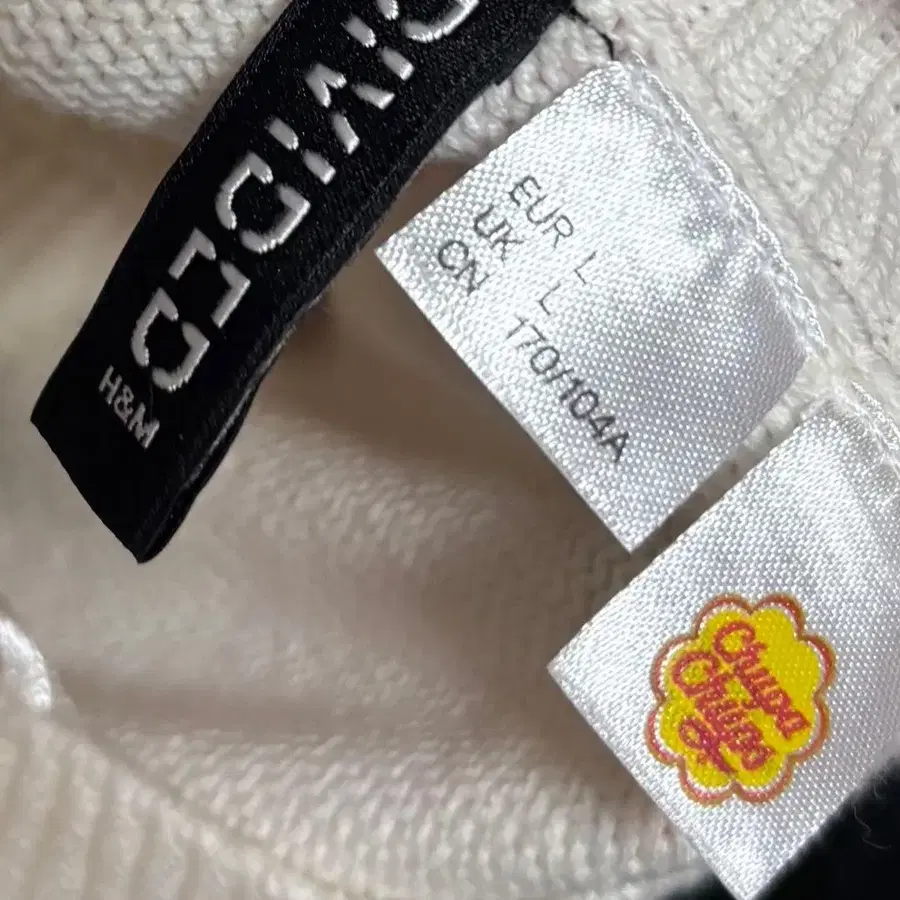 DIVIDED
H&M
EUR L
UK L
CN 170/104A
Chupa
Chups